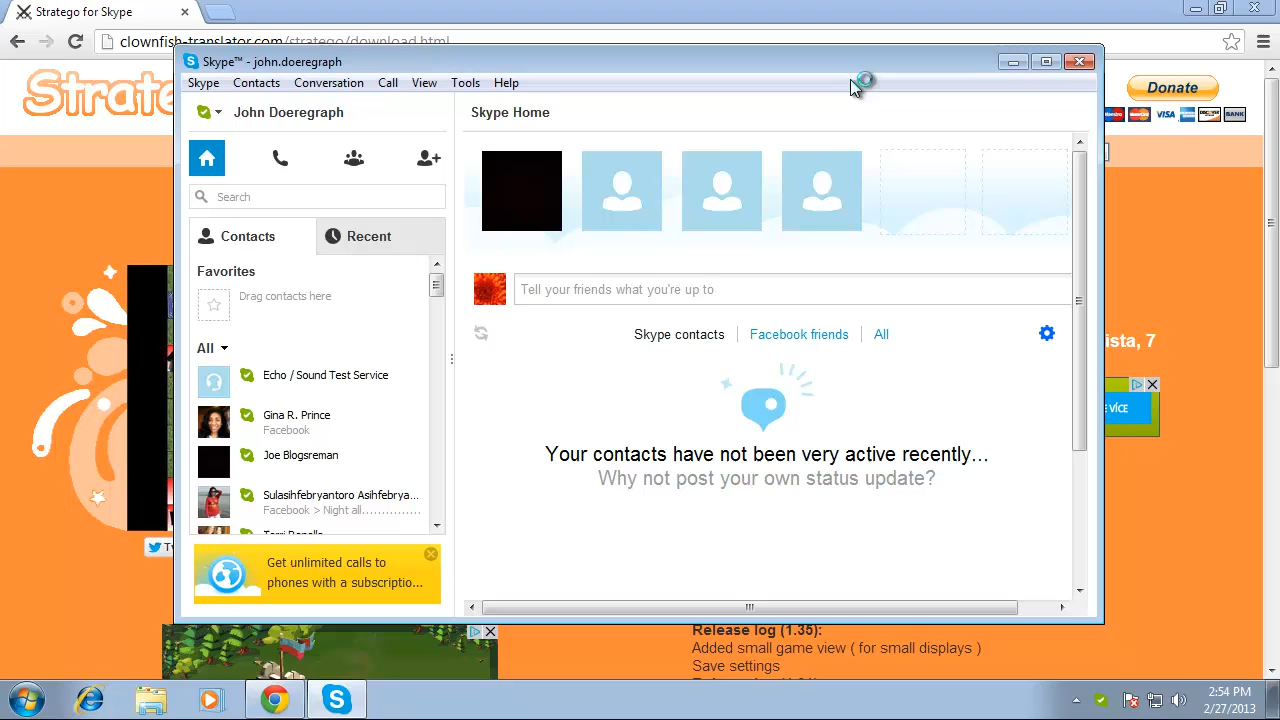 Stratego for Skype
clownfish-translator.com/stratego/download.html
Strate
Donate
VISA
BANK
Skype™ - john.doeregraph
Skype Contacts Conversation Call View Tools Help
John Doeregraph
Skype Home
Search
Contacts
Recent
Favorites
Drag contacts here
All
Echo / Sound Test Service
Gina R. Prince
Facebook
Joe Blogsreman
Sulasihfebryantoro Asihfebrya...
Facebook > Night all...............
Get unlimited calls to
phones with a subscriptio...
Tell your friends what you're up to
Skype contacts
Facebook friends
All
Your contacts have not been very active recently...
Why not post your own status update?
ista, 7
VÍCE
Release log (1.35):
Added small game view ( for small displays )
Save settings
2:54 PM
2/27/2013